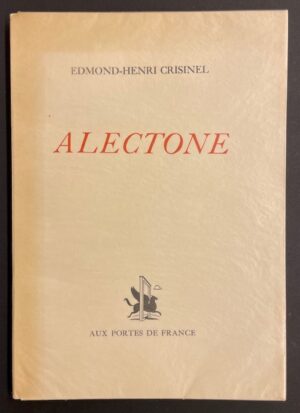 EDMOND-HENRI CRISINEL
ALECTONE
AUX PORTES DE FRANCE